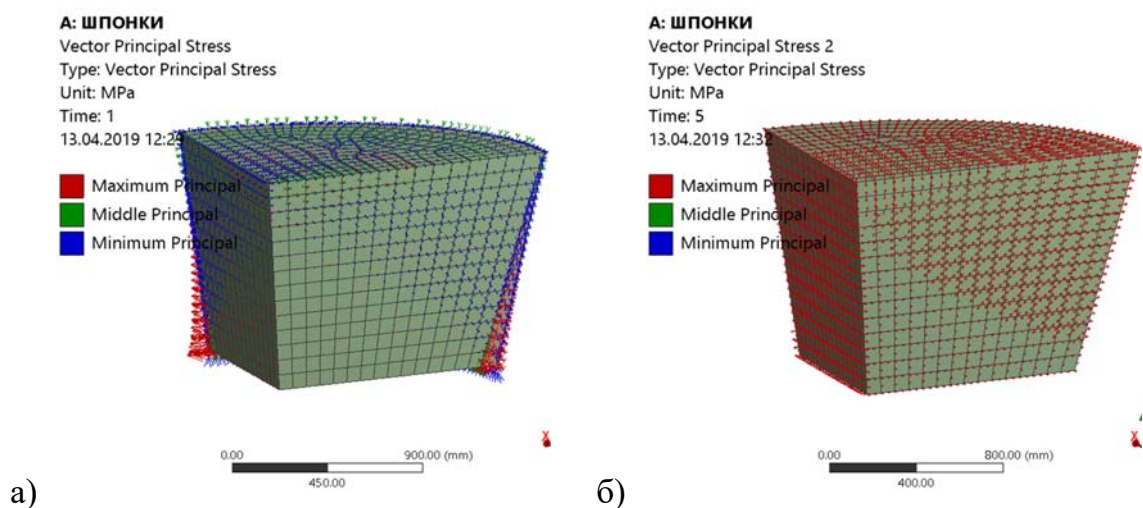 A: ШПОНКИ
Vector Principal Stress
Type: Vector Principal Stress
Unit: MPa
Time: 1
13.04.2019 12:29
Maximum Principal
Middle Principal
Minimum Principal
X
0.00
900.00 (mm)
450.00
а)
A: ШПОНКИ
Vector Principal Stress 2
Type: Vector Principal Stress
Unit: MPa
Time: 5
13.04.2019 12:32
Maximum Principal
Middle Principal
Minimum Principal
X
0.00
800.00 (mm)
400.00
б)